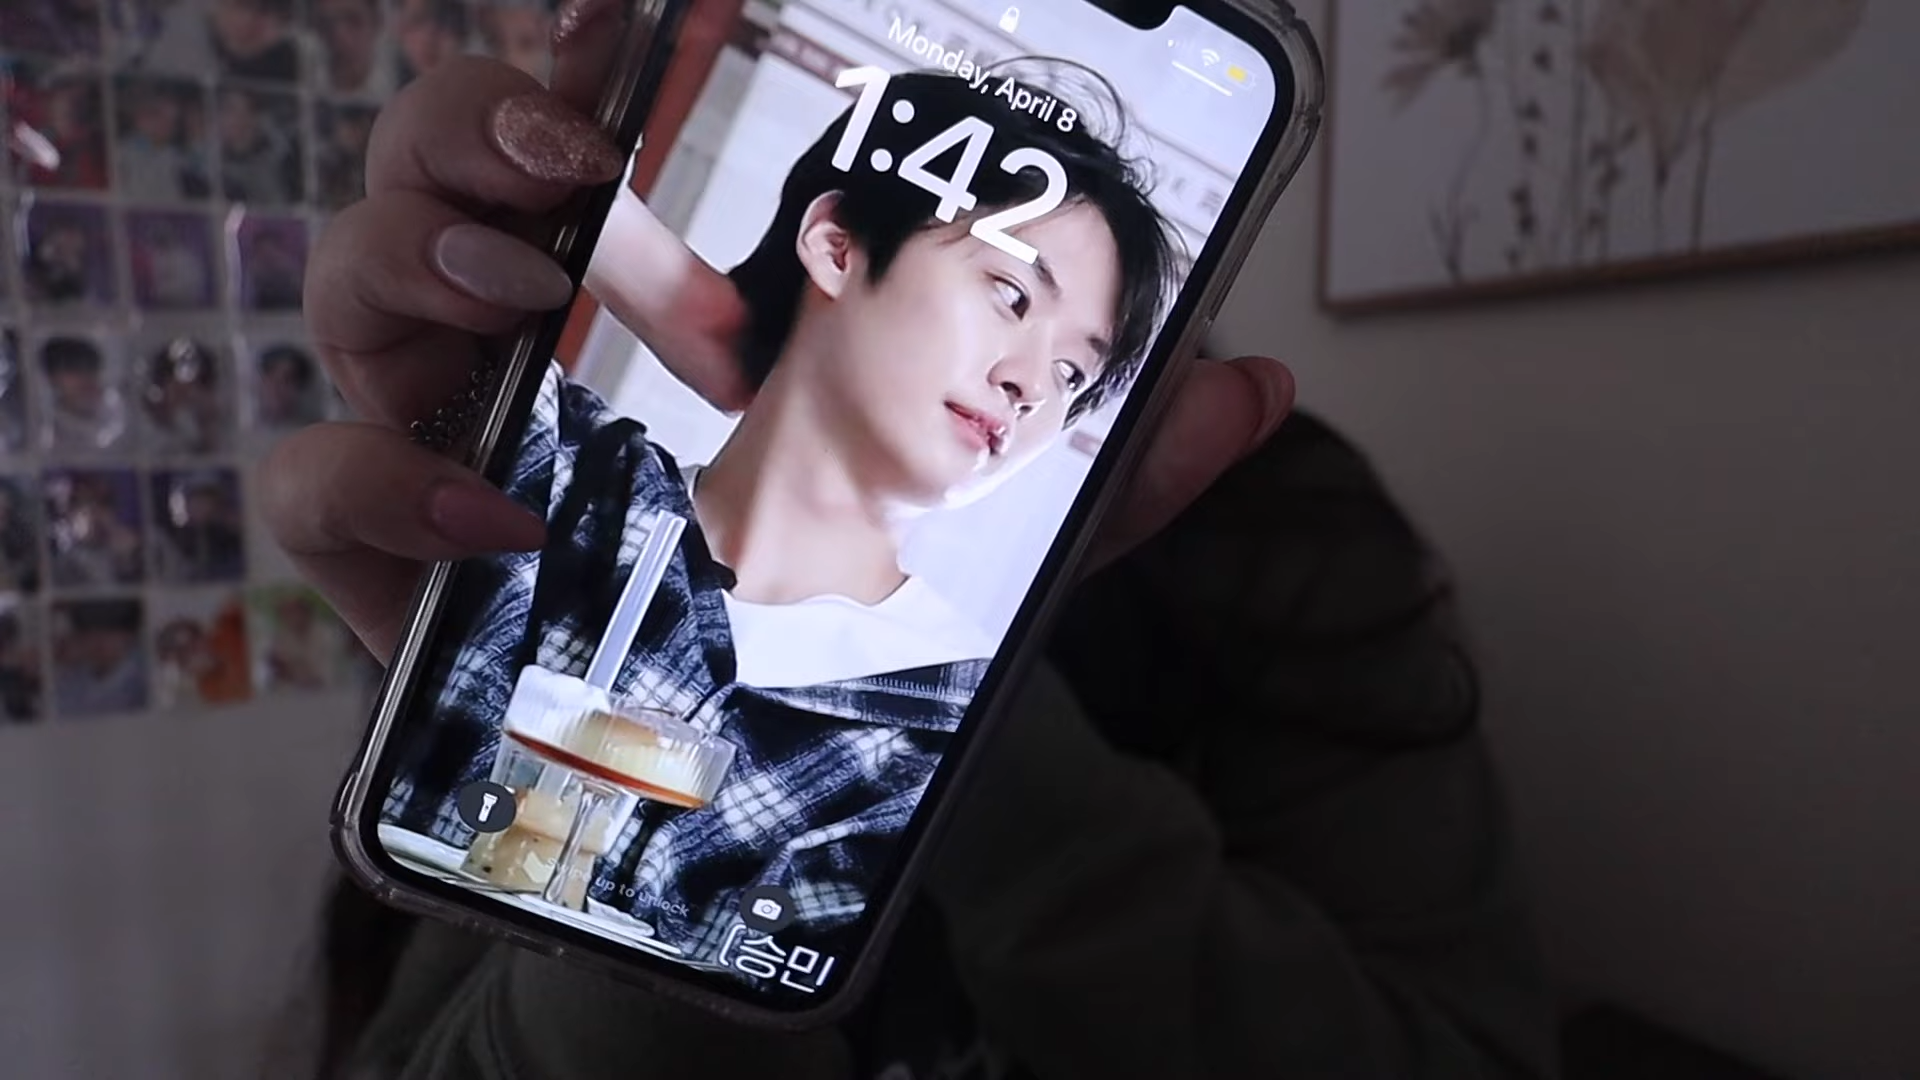 Monday, April 8
1:42
Swipe up to unlock
(승민